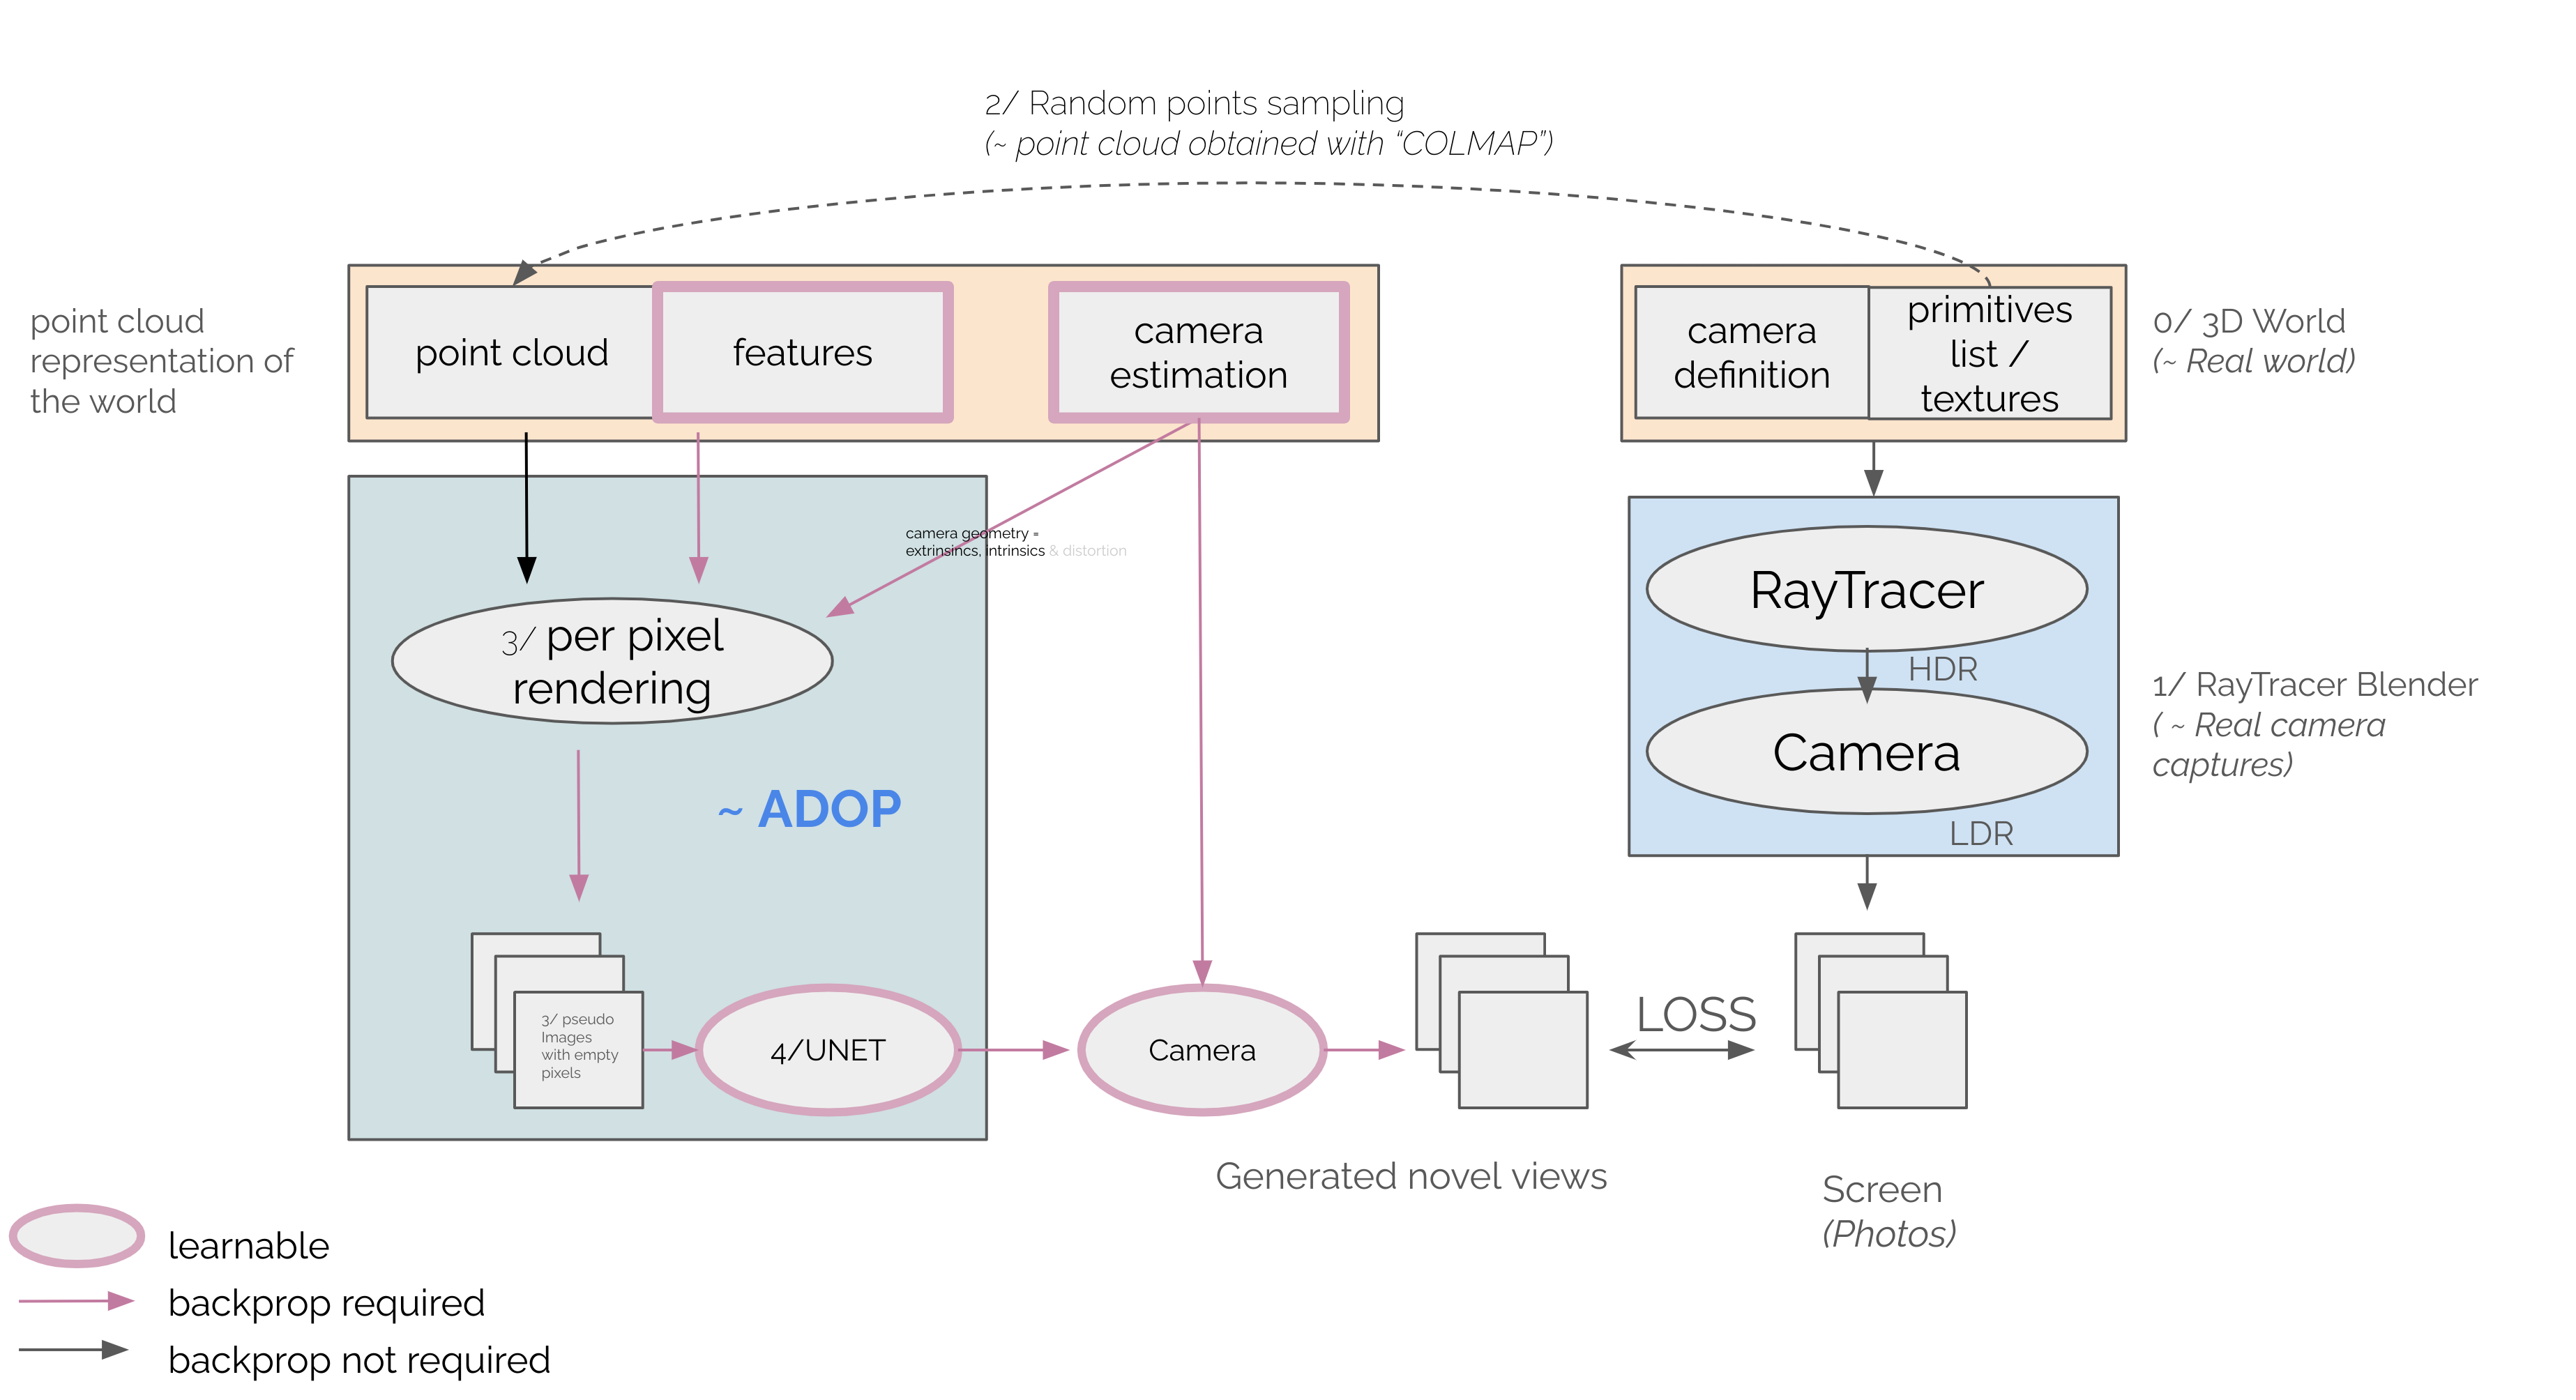 2/ Random points sampling
(~ point cloud obtained with “COLMAP”)
point cloud
representation of
the world
point cloud
features
camera
estimation
camera
definition
primitives
list /
textures
0/ 3D World
(~ Real world)
camera geometry =
extrinsincs, intrinsics & distortion
3/ per pixel
rendering
~ ADOP
RayTracer
HDR
Camera
LDR
1/ RayTracer Blender
( ~ Real camera
captures)
3/ pseudo
Images
with empty
pixels
4/UNET
Camera
LOSS
Generated novel views
Screen
(Photos)
learnable
backprop required
backprop not required